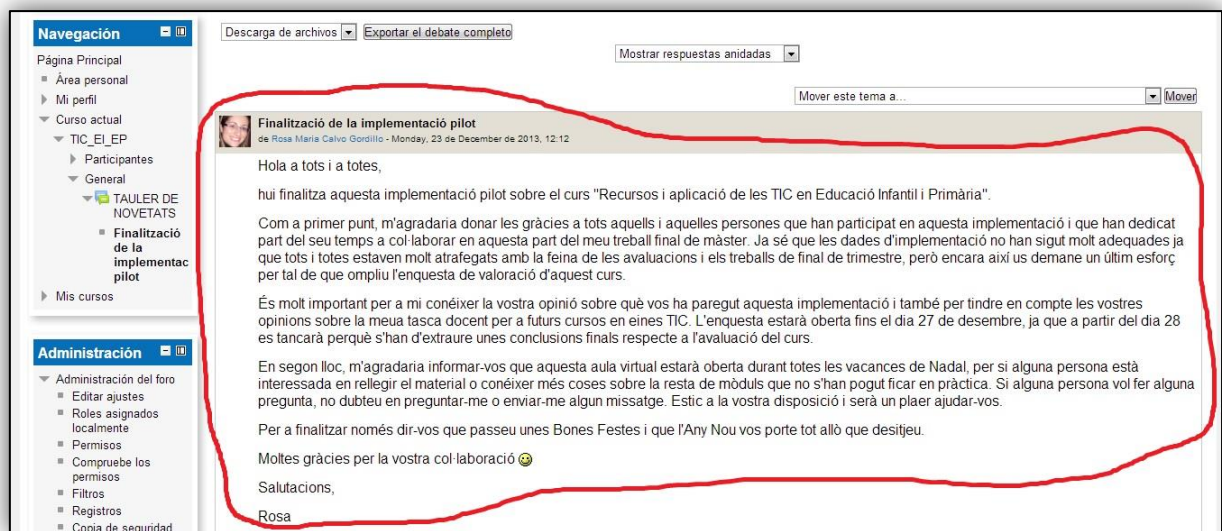 Navegación
Página Principal
Área personal
Mi perfil
Curso actual
TIC_EI_EP
Participantes
General
TAULER DE
NOVETATS
Finalització
de la
implementac
pilot
Mis cursos
Administración
Administración del foro
Editar ajustes
Roles asignados
localmente
Permisos
Compruebe los
permisos
Filtros
Registros
Copia de seguridad
Descarga de archivos Exportar el debate completo
Mostrar respuestas anidadas
Mover este tema a... Mover
Finalització de la implementació pilot
de Rosa Maria Calvo Gordillo - Monday, 23 de December de 2013, 12:12
Hola a tots i a totes,
hui finalitza aquesta implementació pilot sobre el curs "Recursos i aplicació de les TIC en Educació Infantil i Primària".
Com a primer punt, m'agradaria donar les gràcies a tots aquells i aquelles persones que han participat en aquesta implementació i que han dedicat
part del seu temps a col·laborar en aquesta part del meu treball final de màster. Ja sé que les dades d'implementació no han sigut molt adequades ja
que tots i totes estaven molt atrafegats amb la feina de les avaluacions i els treballs de final de trimestre, però encara així us demane un últim esforç
per tal de que ompliu l'enquesta de valoració d'aquest curs.
És molt important per a mi conéixer la vostra opinió sobre què vos ha paregut aquesta implementació i també per tindre en compte les vostres
opinions sobre la meua tasca docent per a futurs cursos en eines TIC. L'enquesta estarà oberta fins el dia 27 de desembre, ja que a partir del dia 28
es tancarà perquè s'han d'extraure unes conclusions finals respecte a l'avaluació del curs.
En segon lloc, m'agradaria informar-vos que aquesta aula virtual estarà oberta durant totes les vacances de Nadal, per si alguna persona està
interessada en rellegir el material o conéixer més coses sobre la resta de mòduls que no s'han pogut ficar en pràctica. Si alguna persona vol fer alguna
pregunta, no dubteu en preguntar-me o enviar-me algun missatge. Estic a la vostra disposició i serà un plaer ajudar-vos.
Per a finalitzar només dir-vos que passeu unes Bones Festes i que l'Any Nou vos porte tot allò que desitjeu.
Moltes gràcies per la vostra col·laboració
Salutacions,
Rosa